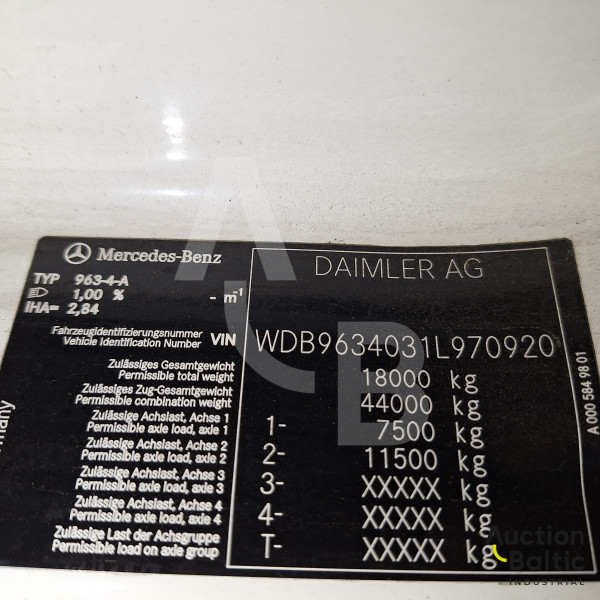 Mercedes-Benz
DAIMLER AG
TYP 963-4-A
1,00 % - m⁻¹
IHA= 2,84
Fahrzeugidentifizierungsnummer
Vehicle Identification Number VIN WDB9634031L970920
Zulässiges Gesamtgewicht
Permissible total weight 18000 kg
Zulässiges Zug-Gesamtgewicht
Permissible combination weight 44000 kg
Zulässige Achslast, Achse 1
Permissible axle load, axle 1 1- 7500 kg
Zulässige Achslast, Achse 2
Permissible axle load, axle 2 2- 11500 kg
Zulässige Achslast, Achse 3
Permissible axle load, axle 3 3- XXXXX kg
Zulässige Achslast, Achse 4
Permissible axle load, axle 4 4- XXXXX kg
Zulässige Last der Achsgruppe
Permissible load on axle group T- XXXXX kg
A 000 584 98 01
AB
Auction
Baltic
INDUSTRIAL